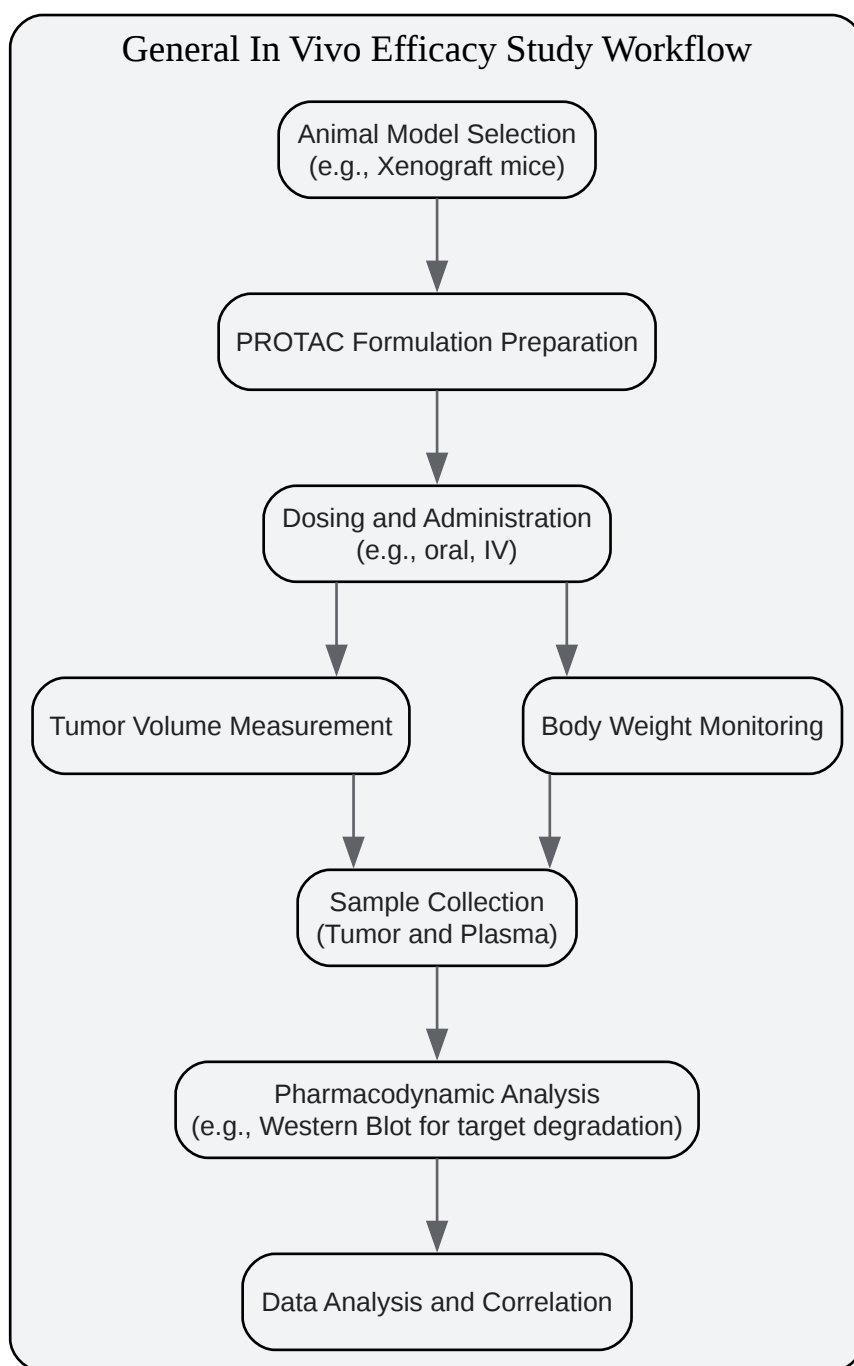 General In Vivo Efficacy Study Workflow
Animal Model Selection
(e.g., Xenograft mice)
PROTAC Formulation Preparation
Dosing and Administration
(e.g., oral, IV)
Tumor Volume Measurement
Body Weight Monitoring
Sample Collection
(Tumor and Plasma)
Pharmacodynamic Analysis
(e.g., Western Blot for target degradation)
Data Analysis and Correlation